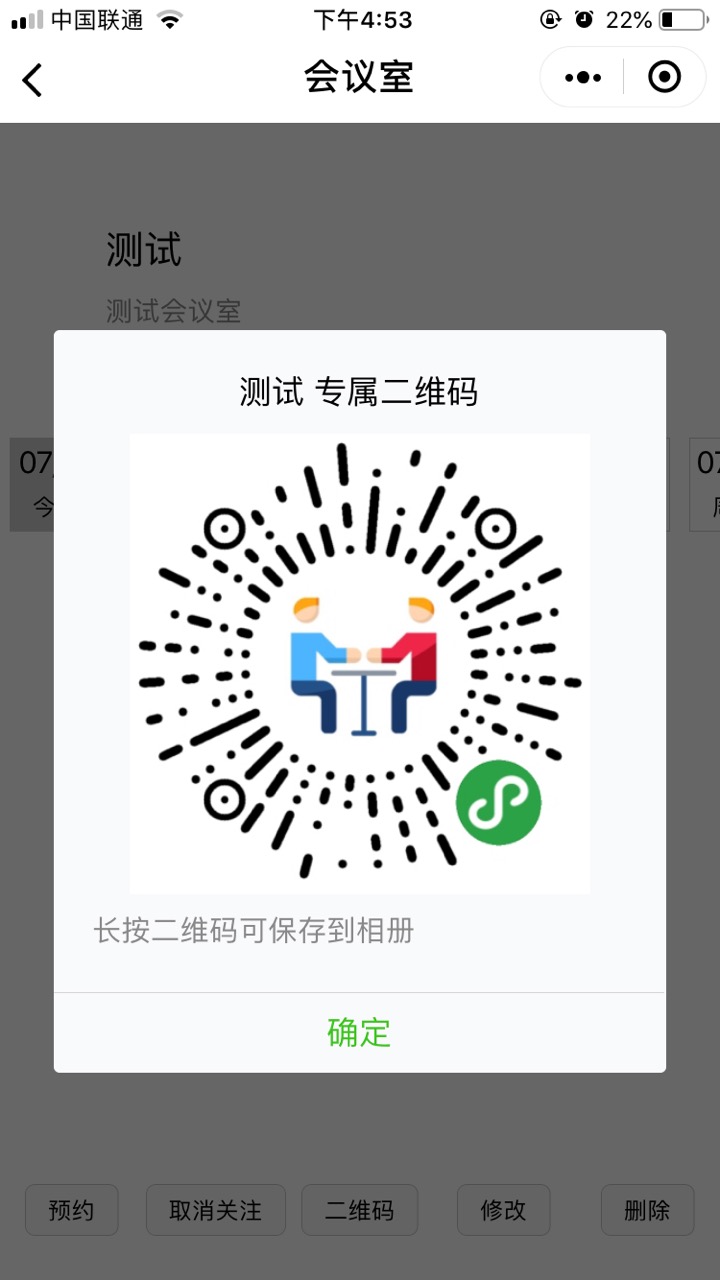 中国联通 下午4:53 22%
会议室
测试
测试会议室
测试 专属二维码
07
今
07
长按二维码可保存到相册
确定
预约 取消关注 二维码 修改 删除